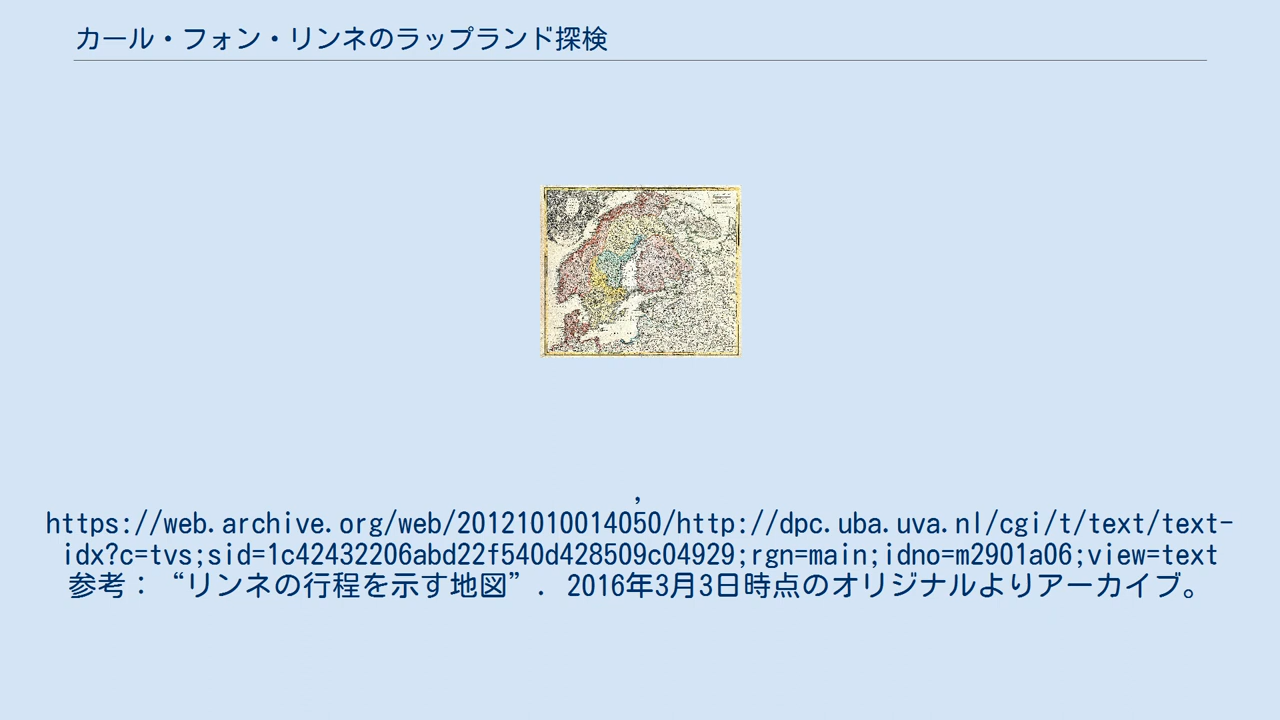 カール・フォン・リンネのラップランド探検
,
https://web.archive.org/web/20121010014050/http://dpc.uba.uva.nl/cgi/t/text/text-
idx?c=tvs;sid=1c42432206abd22f540d428509c04929;rgn=main;idno=m2901a06;view=text
参考：“リンネの行程を示す地図”. 2016年3月3日時点のオリジナルよりアーカイブ。